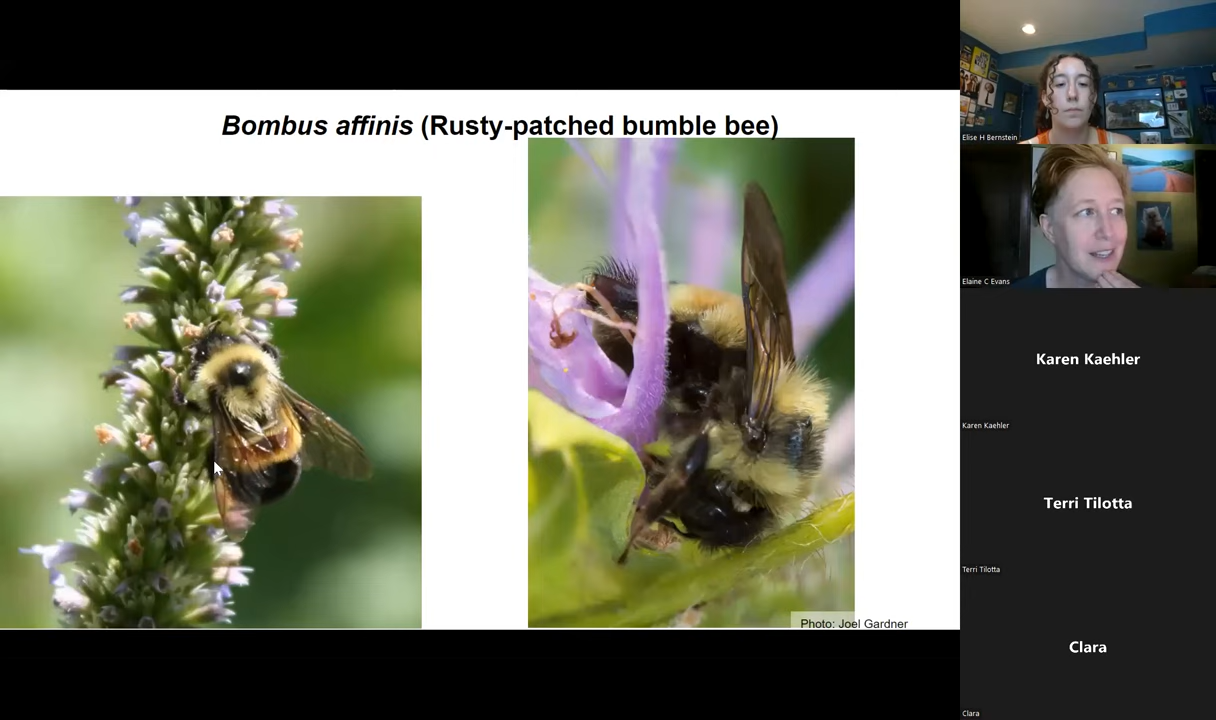 Bombus affinis (Rusty-patched bumble bee)
Photo: Joel Gardner
Elise H Bernstein
Elaine C Evans
Karen Kaehler
Karen Kaehler
Terri Tilotta
Terri Tilotta
Clara
Clara